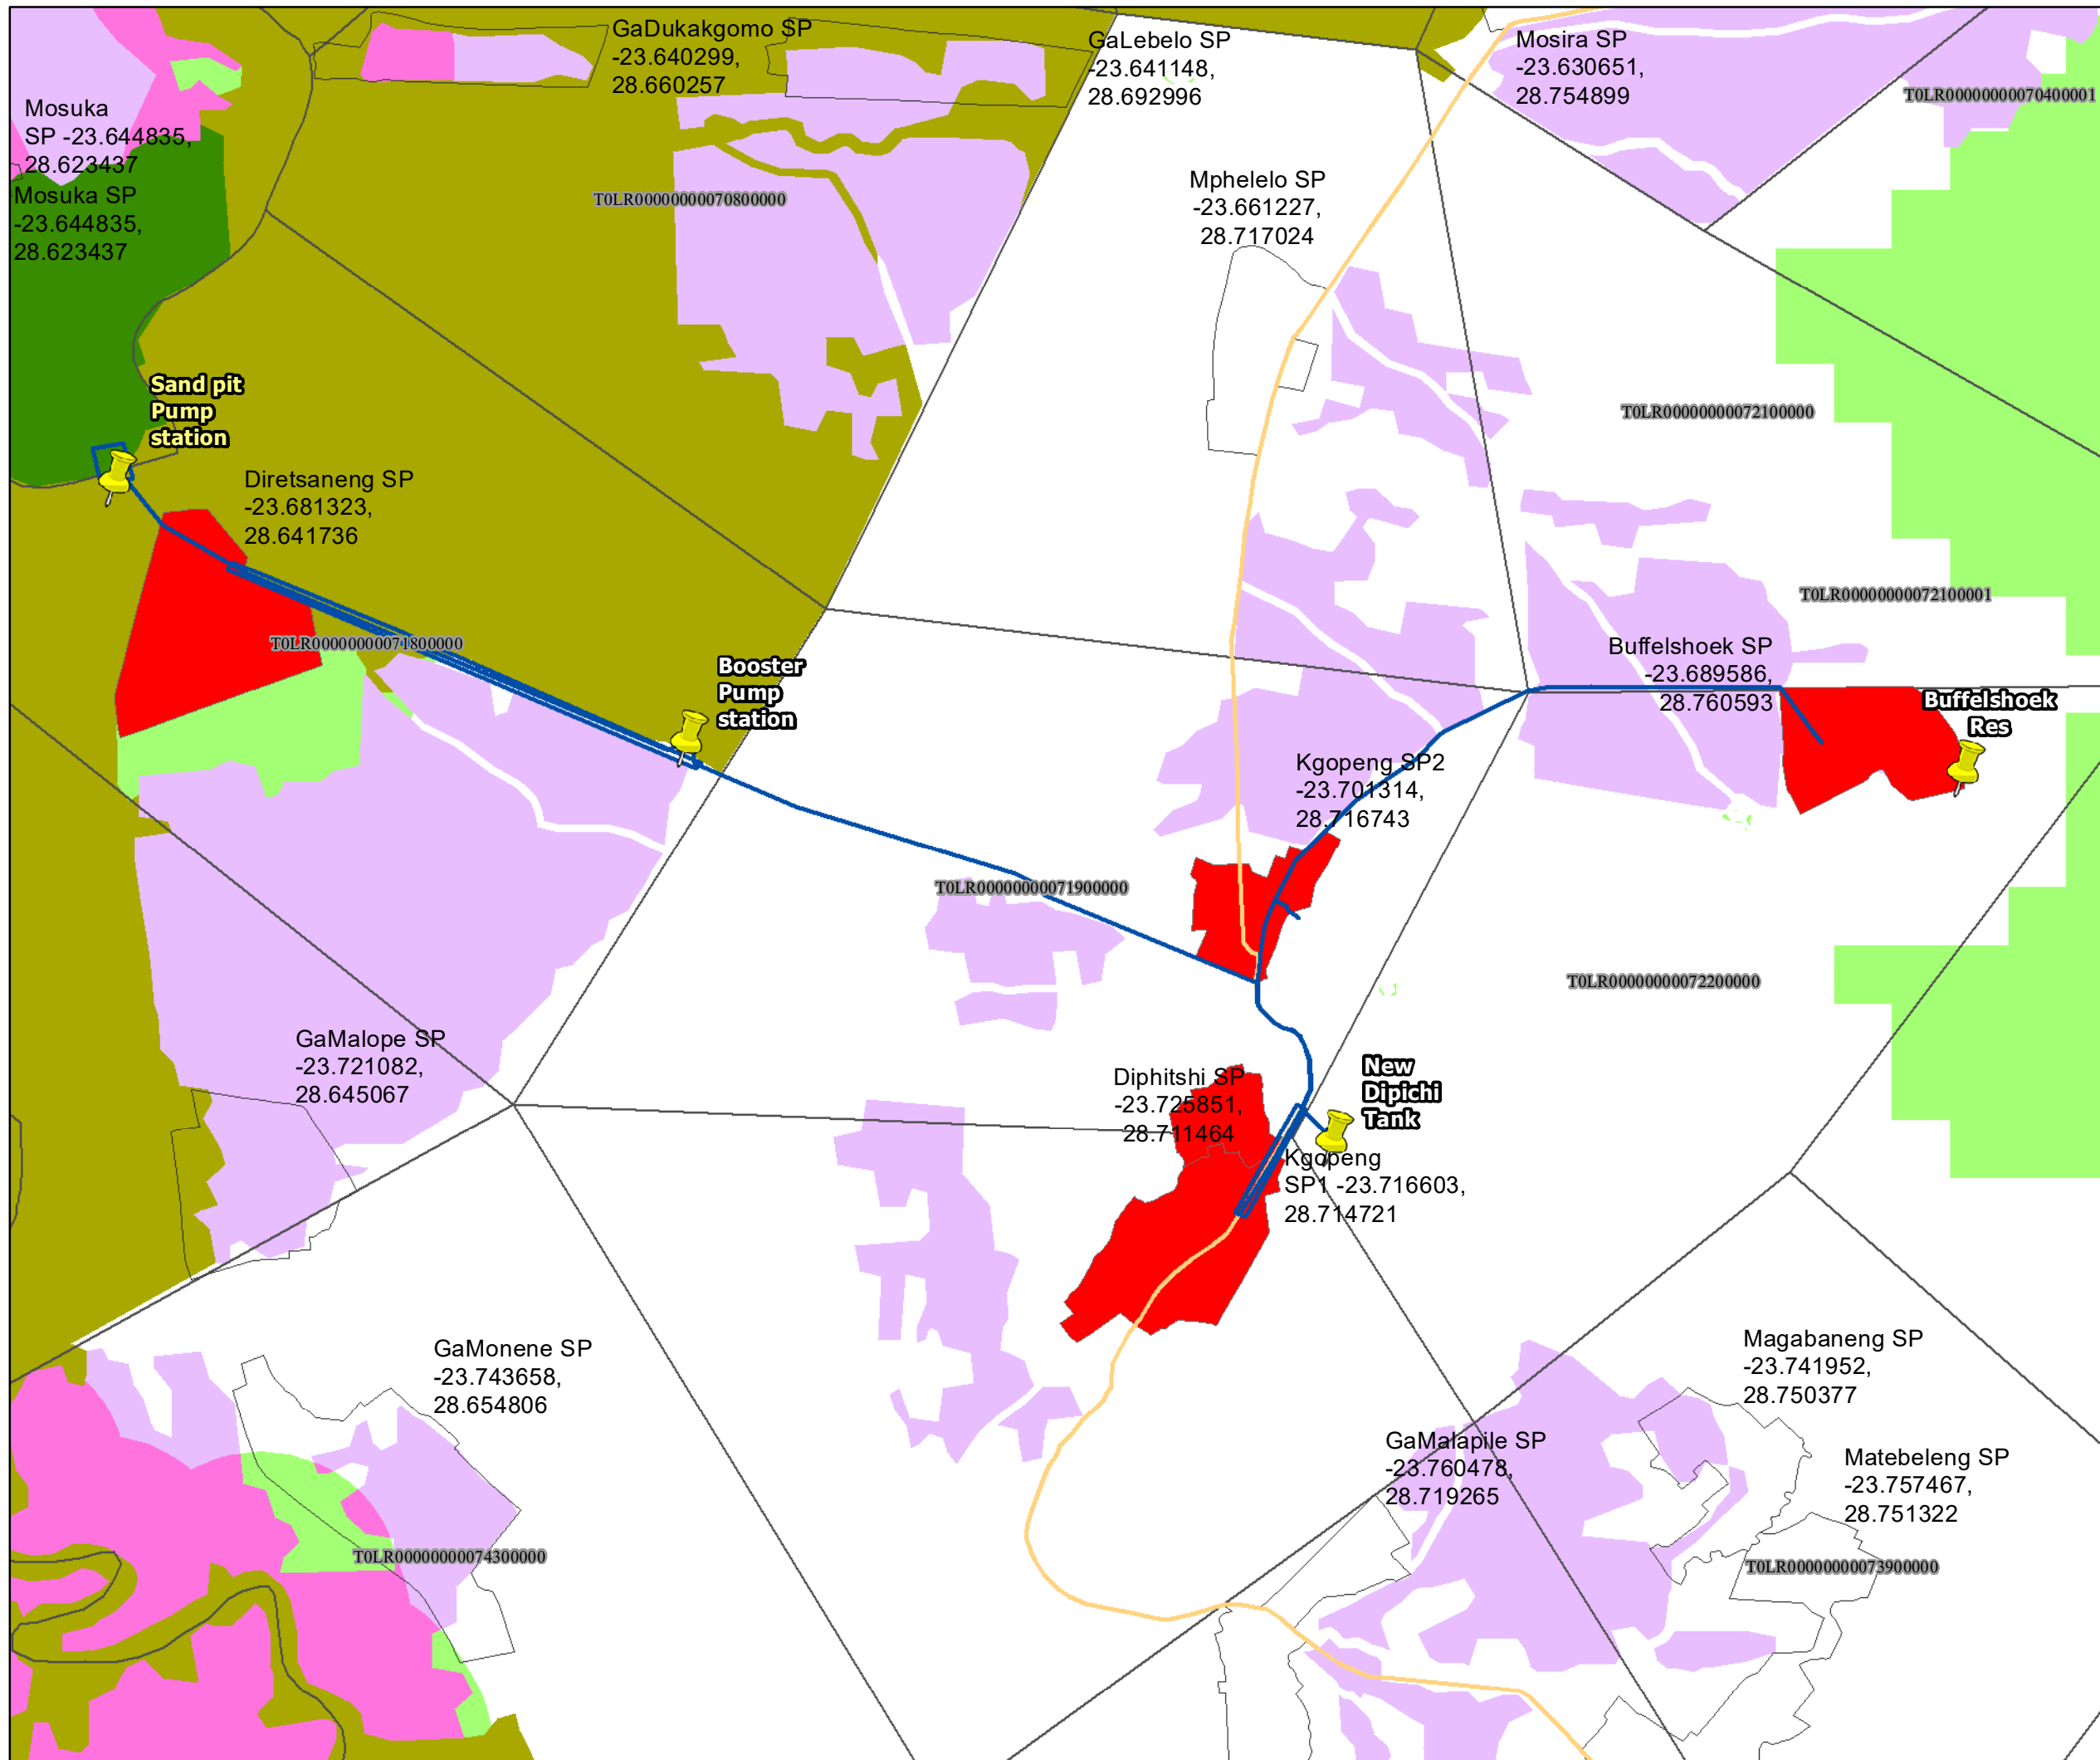 GaDukakgomo SP
-23.640299,
28.660257
GaLebelo SP
-23.641148,
28.692996
Mosira SP
-23.630651,
28.754899
T0LR00000000070400001
Mosuka
SP -23.644835,
28.623437
Mosuka SP
-23.644835,
28.623437
T0LR00000000070800000
Mphelelo SP
-23.661227,
28.717024
Sand pit
Pump
station
T0LR00000000072100000
Diretsaneng SP
-23.681323,
28.641736
T0LR00000000072100001
T0LR00000000071800000
Booster
Pump
station
Buffelshoek SP
-23.689586,
28.760593
Buffelshoek
Res
Kgopeng SP2
-23.701314,
28.716743
T0LR00000000071900000
T0LR00000000072200000
GaMalope SP
-23.721082,
28.645067
Diphitshi SP
-23.725851,
28.711464
New
Dipichi
Tank
Kgopeng
SP1 -23.716603,
28.714721
GaMonene SP
-23.743658,
28.654806
Magabaneng SP
-23.741952,
28.750377
GaMalapile SP
-23.760478,
28.719265
Matebeleng SP
-23.757467,
28.751322
T0LR00000000074300000
T0LR00000000073900000